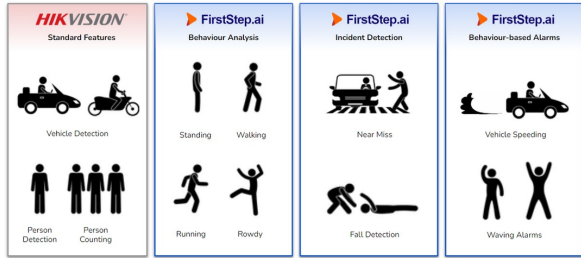 HIKVISION
Standard Features
Vehicle Detection
Person
Detection
Person
Counting
FirstStep.ai
Behaviour Analysis
Standing
Walking
Running
Rowdy
FirstStep.ai
Incident Detection
Near Miss
Fall Detection
FirstStep.ai
Behaviour-based Alarms
Vehicle Speeding
Waving Alarms